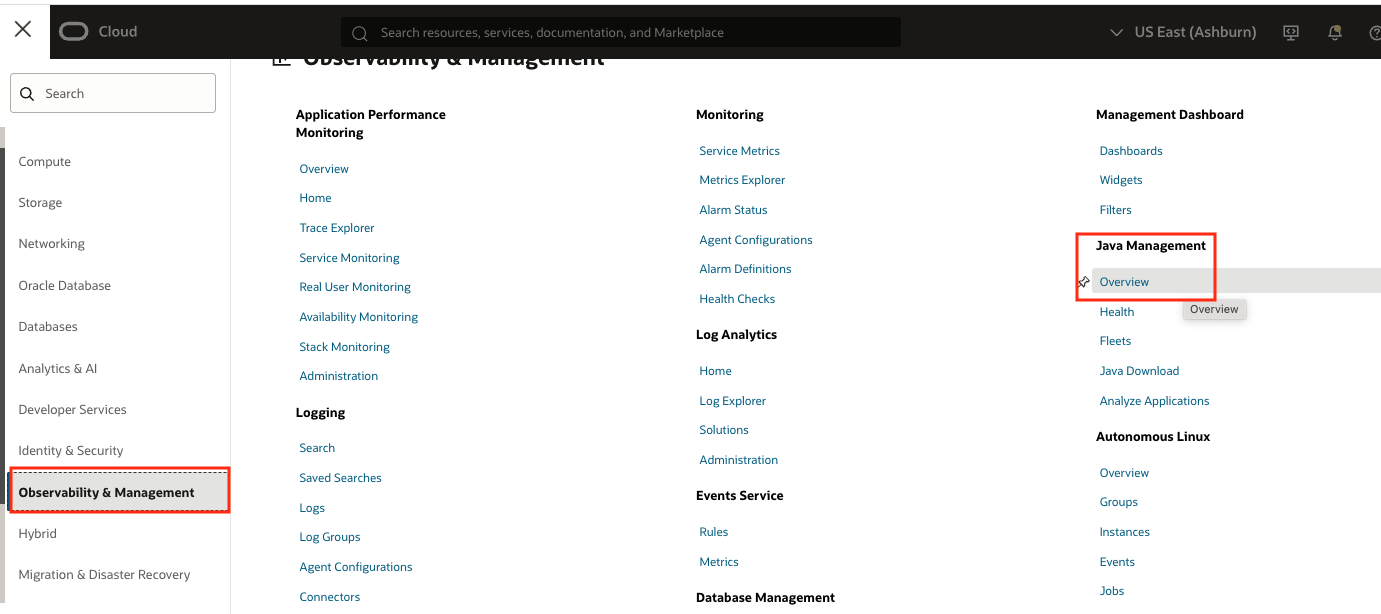 Cloud
Search resources, services, documentation, and Marketplace
US East (Ashburn)
Search
Compute
Storage
Networking
Oracle Database
Databases
Analytics & AI
Developer Services
Identity & Security
Observability & Management
Hybrid
Migration & Disaster Recovery
Observability & Management
Application Performance
Monitoring
Overview
Home
Trace Explorer
Service Monitoring
Real User Monitoring
Availability Monitoring
Stack Monitoring
Administration
Logging
Search
Saved Searches
Logs
Log Groups
Agent Configurations
Connectors
Monitoring
Service Metrics
Metrics Explorer
Alarm Status
Agent Configurations
Alarm Definitions
Health Checks
Log Analytics
Home
Log Explorer
Solutions
Administration
Events Service
Rules
Metrics
Database Management
Management Dashboard
Dashboards
Widgets
Filters
Java Management
Overview
Overview
Health
Fleets
Java Download
Analyze Applications
Autonomous Linux
Overview
Groups
Instances
Events
Jobs